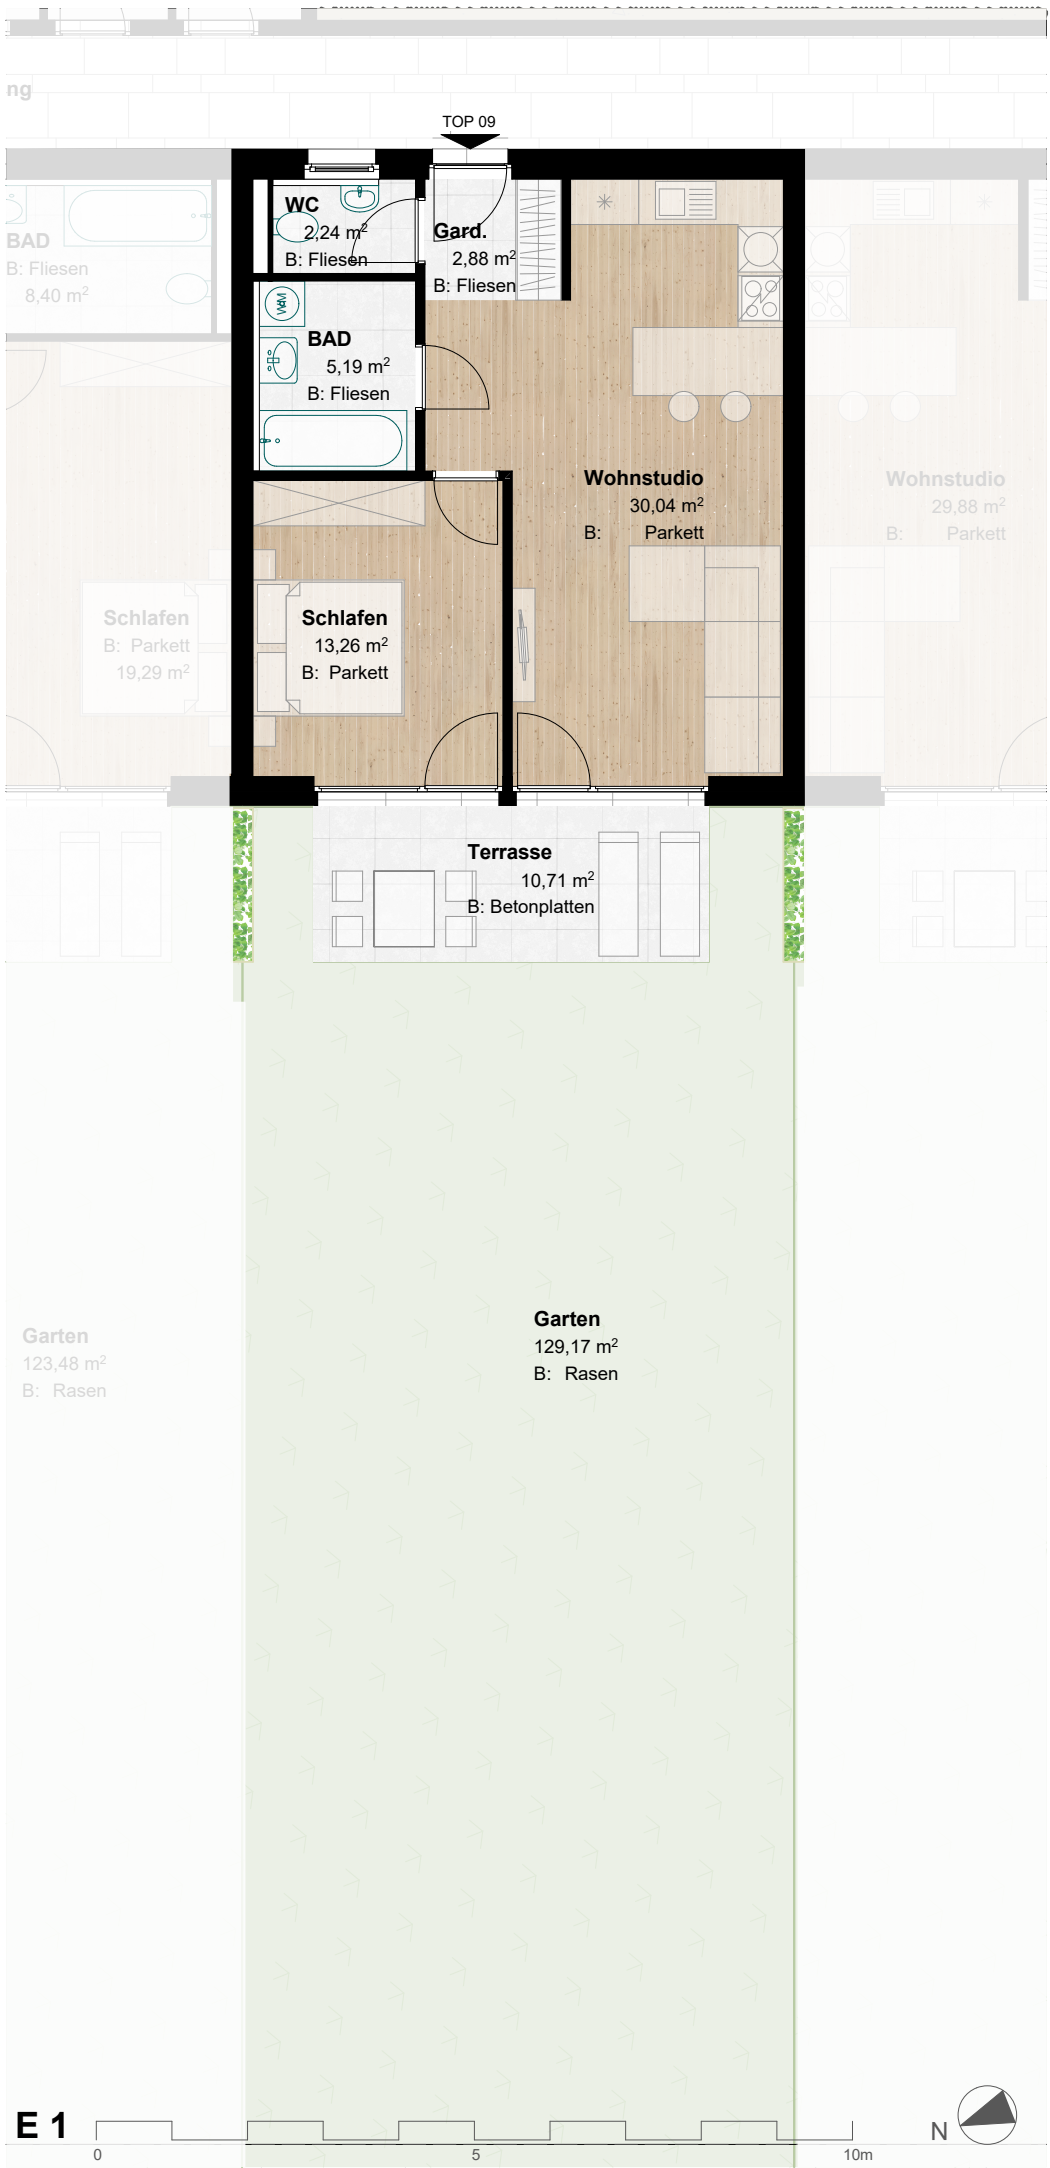 ng
TOP 09
WC
2,24 m²
B: Fliesen
Gard.
2,88 m²
B: Fliesen
BAD
B: Fliesen
8,40 m²
WM
BAD
5,19 m²
B: Fliesen
Wohnstudio
30,04 m²
B: Parkett
Wohnstudio
29,88 m²
B: Parkett
Schlafen
B: Parkett
19,29 m²
Schlafen
13,26 m²
B: Parkett
Terrasse
10,71 m²
B: Betonplatten
Garten
129,17 m²
B: Rasen
Garten
123,48 m²
B: Rasen
E 1
0
5
10m
N